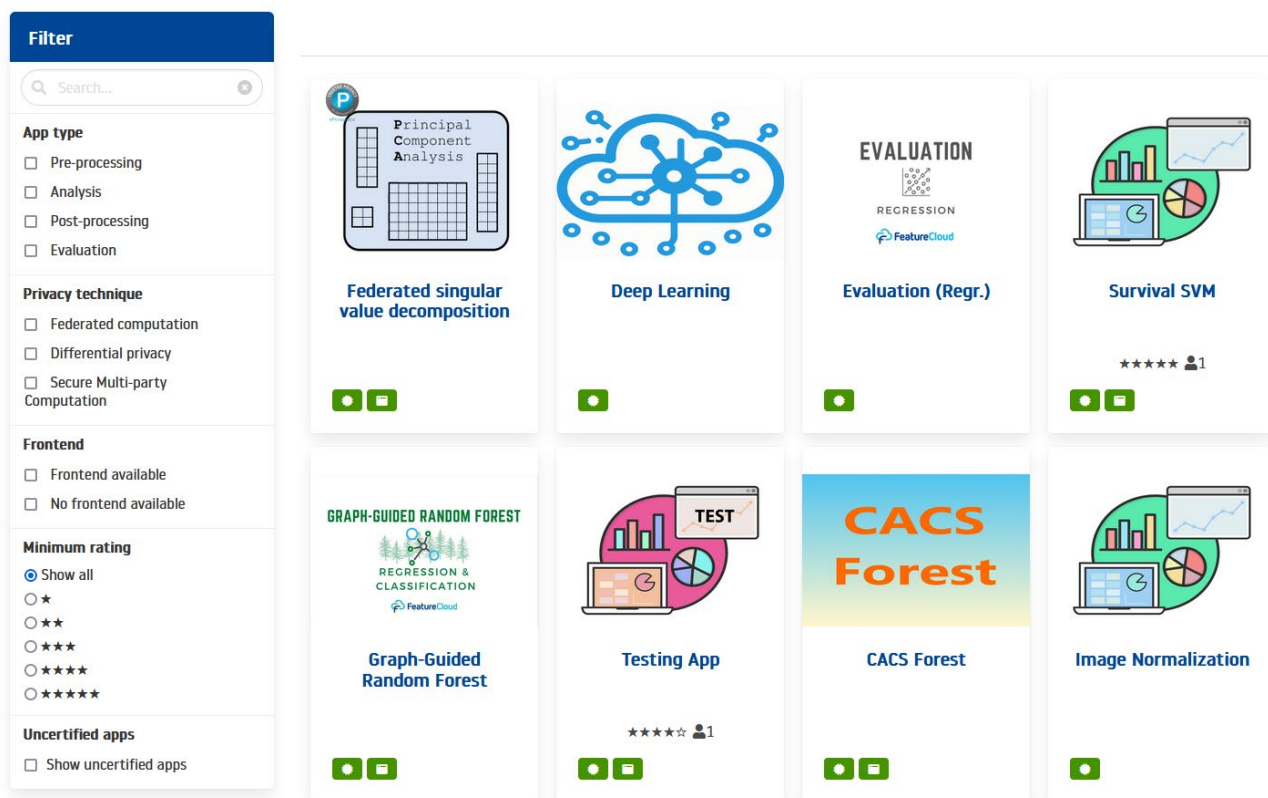 Filter
Search...
App type
Pre-processing
Analysis
Post-processing
Evaluation
Privacy technique
Federated computation
Differential privacy
Secure Multi-party
Computation
Frontend
Frontend available
No frontend available
Minimum rating
Show all
★
★★
★★★
★★★★
★★★★★
Uncertified apps
Show uncertified apps
P
Principal
Component
Analysis
Federated singular
value decomposition
Deep Learning
EVALUATION
REGRESSION
FeatureCloud
Evaluation (Regr.)
Survival SVM
★★★★★ 1
GRAPH-GUIDED RANDOM FOREST
REGRESSION &
CLASSIFICATION
FeatureCloud
Graph-Guided
Random Forest
TEST
Testing App
★★★★☆ 1
CACS
Forest
CACS Forest
Image Normalization